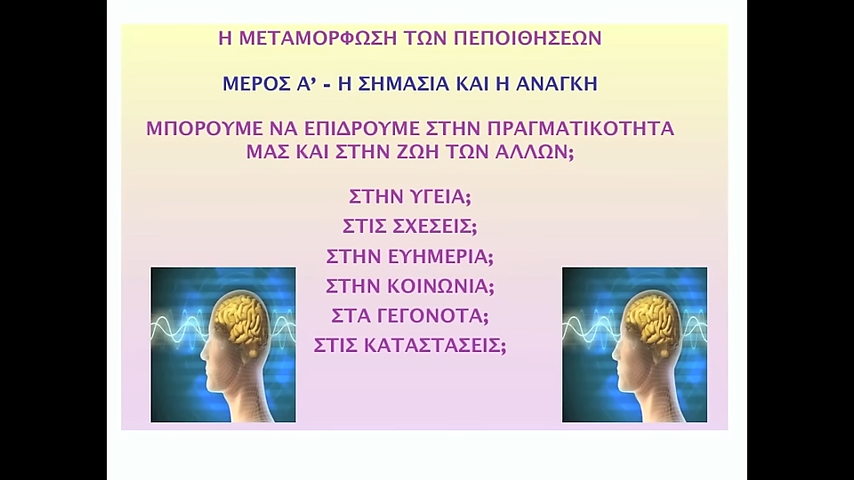 Η ΜΕΤΑΜΟΡΦΩΣΗ ΤΩΝ ΠΕΠΟΙΘΗΣΕΩΝ
ΜΕΡΟΣ Α’ - Η ΣΗΜΑΣΙΑ ΚΑΙ Η ΑΝΑΓΚΗ
ΜΠΟΡΟΥΜΕ ΝΑ ΕΠΙΔΡΟΥΜΕ ΣΤΗΝ ΠΡΑΓΜΑΤΙΚΟΤΗΤΑ
ΜΑΣ ΚΑΙ ΣΤΗΝ ΖΩΗ ΤΩΝ ΑΛΛΩΝ;
ΣΤΗΝ ΥΓΕΙΑ;
ΣΤΙΣ ΣΧΕΣΕΙΣ;
ΣΤΗΝ ΕΥΗΜΕΡΙΑ;
ΣΤΗΝ ΚΟΙΝΩΝΙΑ;
ΣΤΑ ΓΕΓΟΝΟΤΑ;
ΣΤΙΣ ΚΑΤΑΣΤΑΣΕΙΣ;